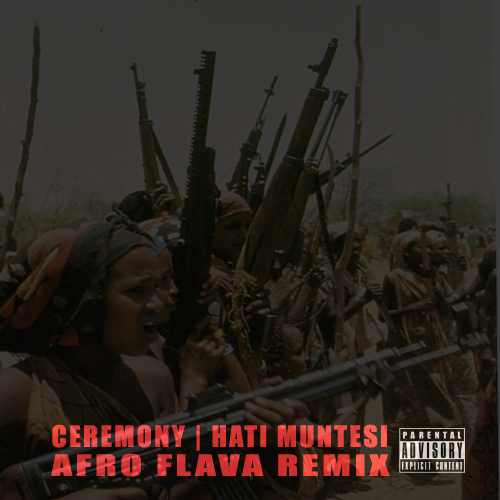 CEREMONY | HATI MUNTESI
AFRO FLAVA REMIX
PARENTAL
ADVISORY
EXPLICIT CONTENT